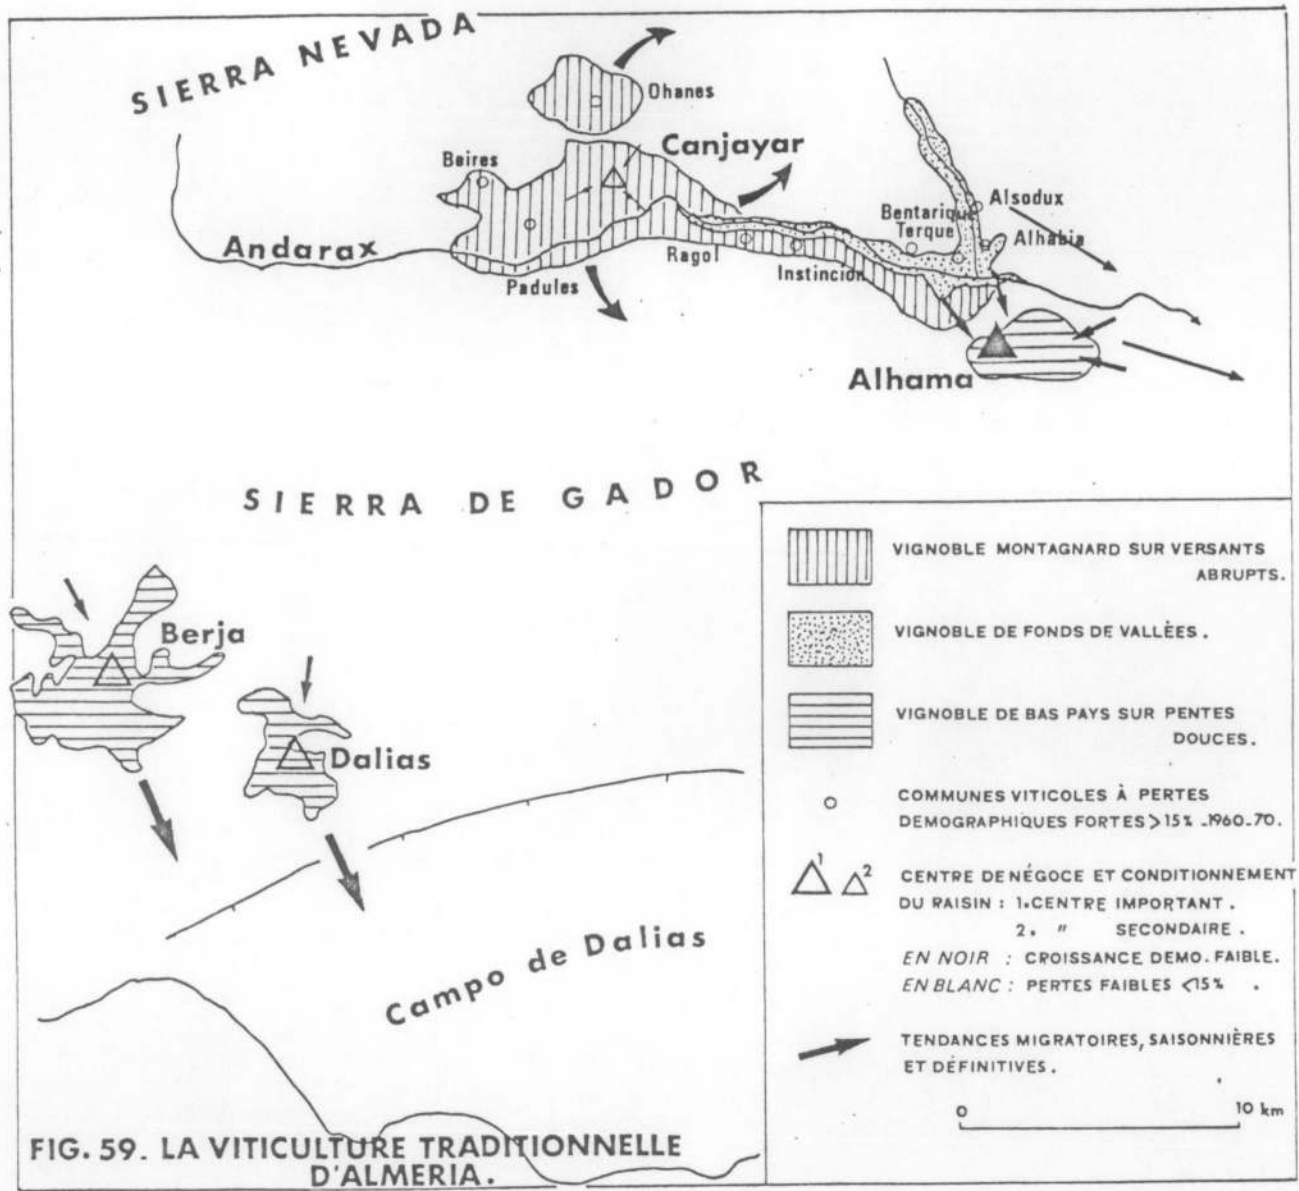 SIERRA NEVADA
Ohanes
Canjayar
Beires
Alsodux
Bentarique
Terque
Alhabia
Andarax
Ragol
Instinción
Padules
Alhama
SIERRA DE GADOR
Berja
Dalias
Campo de Dalias
VIGNOBLE MONTAGNARD SUR VERSANTS
ABRUPTS.
VIGNOBLE DE FONDS DE VALLÈES.
VIGNOBLE DE BAS PAYS SUR PENTES
DOUCES.
COMMUNES VITICOLES À PERTES
DEMOGRAPHIQUES FORTES > 15% _1960_70.
1 2 CENTRE DE NÉGOCE ET CONDITIONNEMENT
DU RAISIN : 1.CENTRE IMPORTANT.
2. " SECONDAIRE.
EN NOIR : CROISSANCE DEMO. FAIBLE.
EN BLANC : PERTES FAIBLES <15% .
TENDANCES MIGRATOIRES, SAISONNIÈRES
ET DÉFINITIVES.
0 10 km
FIG. 59. LA VITICULTURE TRADITIONNELLE
D'ALMERIA.